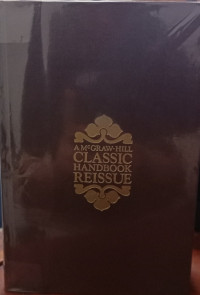 A McGRAW-HILL
CLASSIC
HANDBOOK
REISSUE